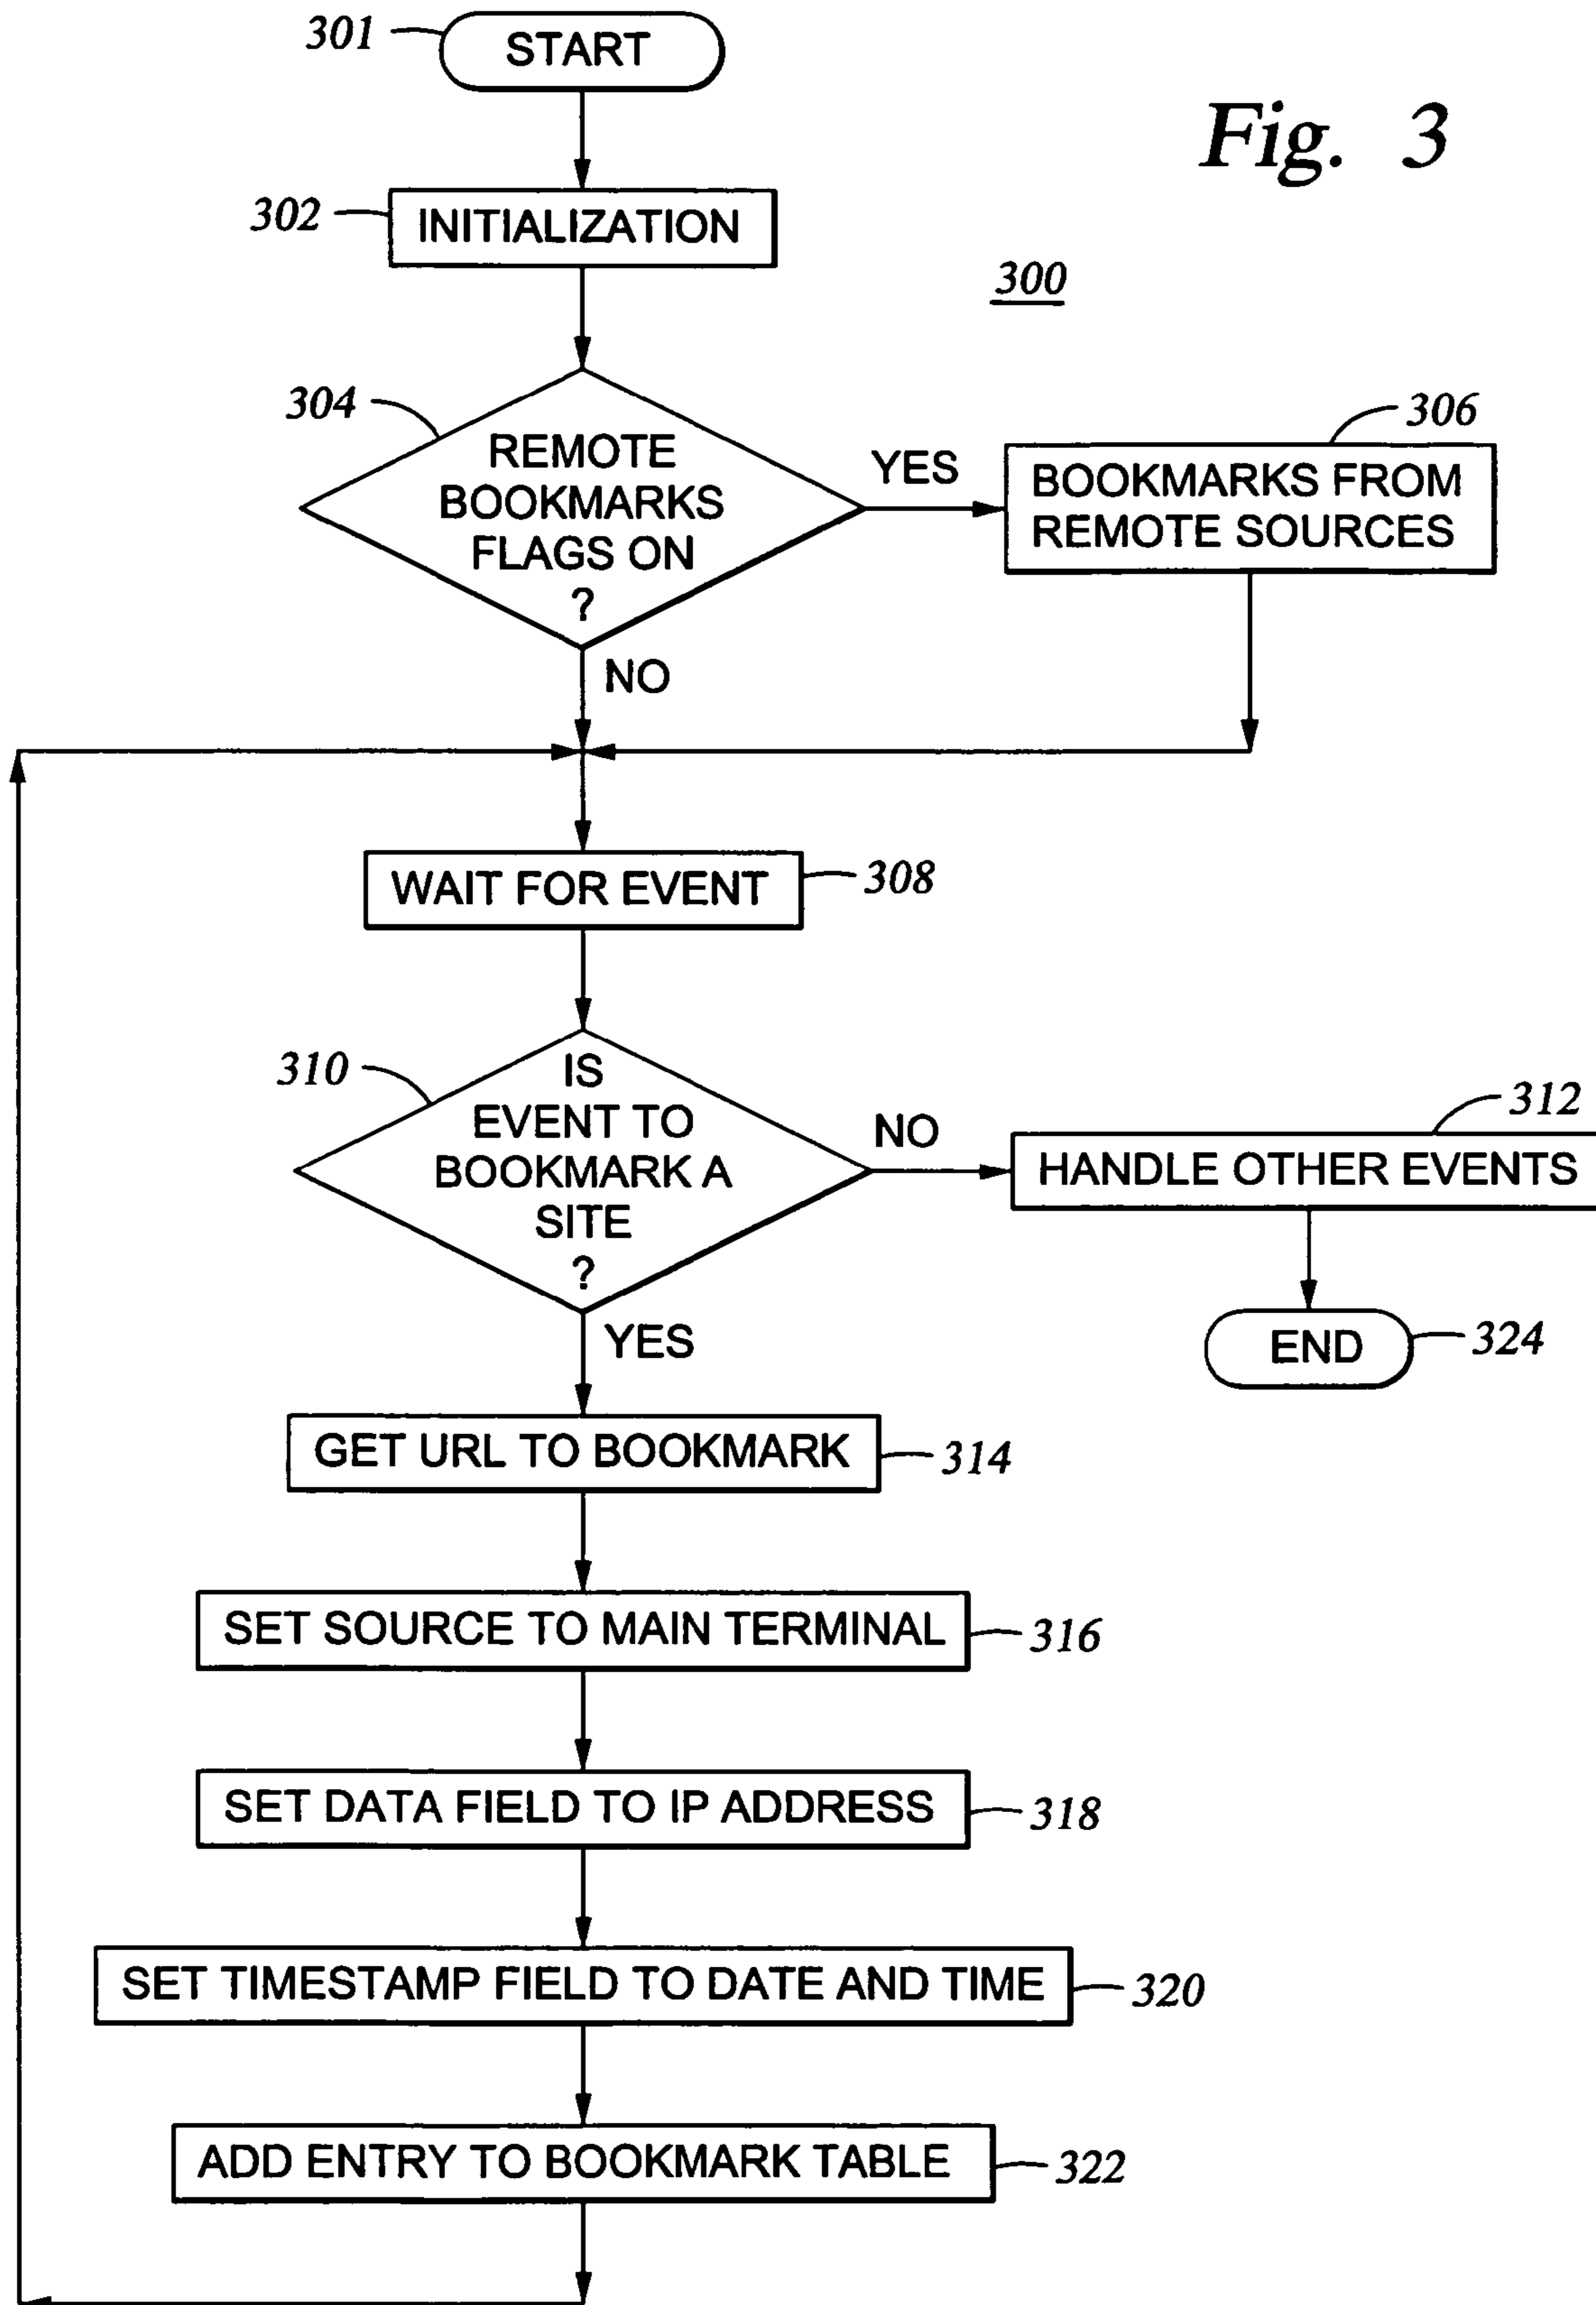 301
START
Fig. 3
302
INITIALIZATION
300
304
REMOTE
BOOKMARKS
FLAGS ON
?
YES
306
BOOKMARKS FROM
REMOTE SOURCES
NO
WAIT FOR EVENT
308
310
IS
EVENT TO
BOOKMARK A
SITE
?
NO
312
HANDLE OTHER EVENTS
END
324
YES
GET URL TO BOOKMARK
314
SET SOURCE TO MAIN TERMINAL
316
SET DATA FIELD TO IP ADDRESS
318
SET TIMESTAMP FIELD TO DATE AND TIME
320
ADD ENTRY TO BOOKMARK TABLE
322